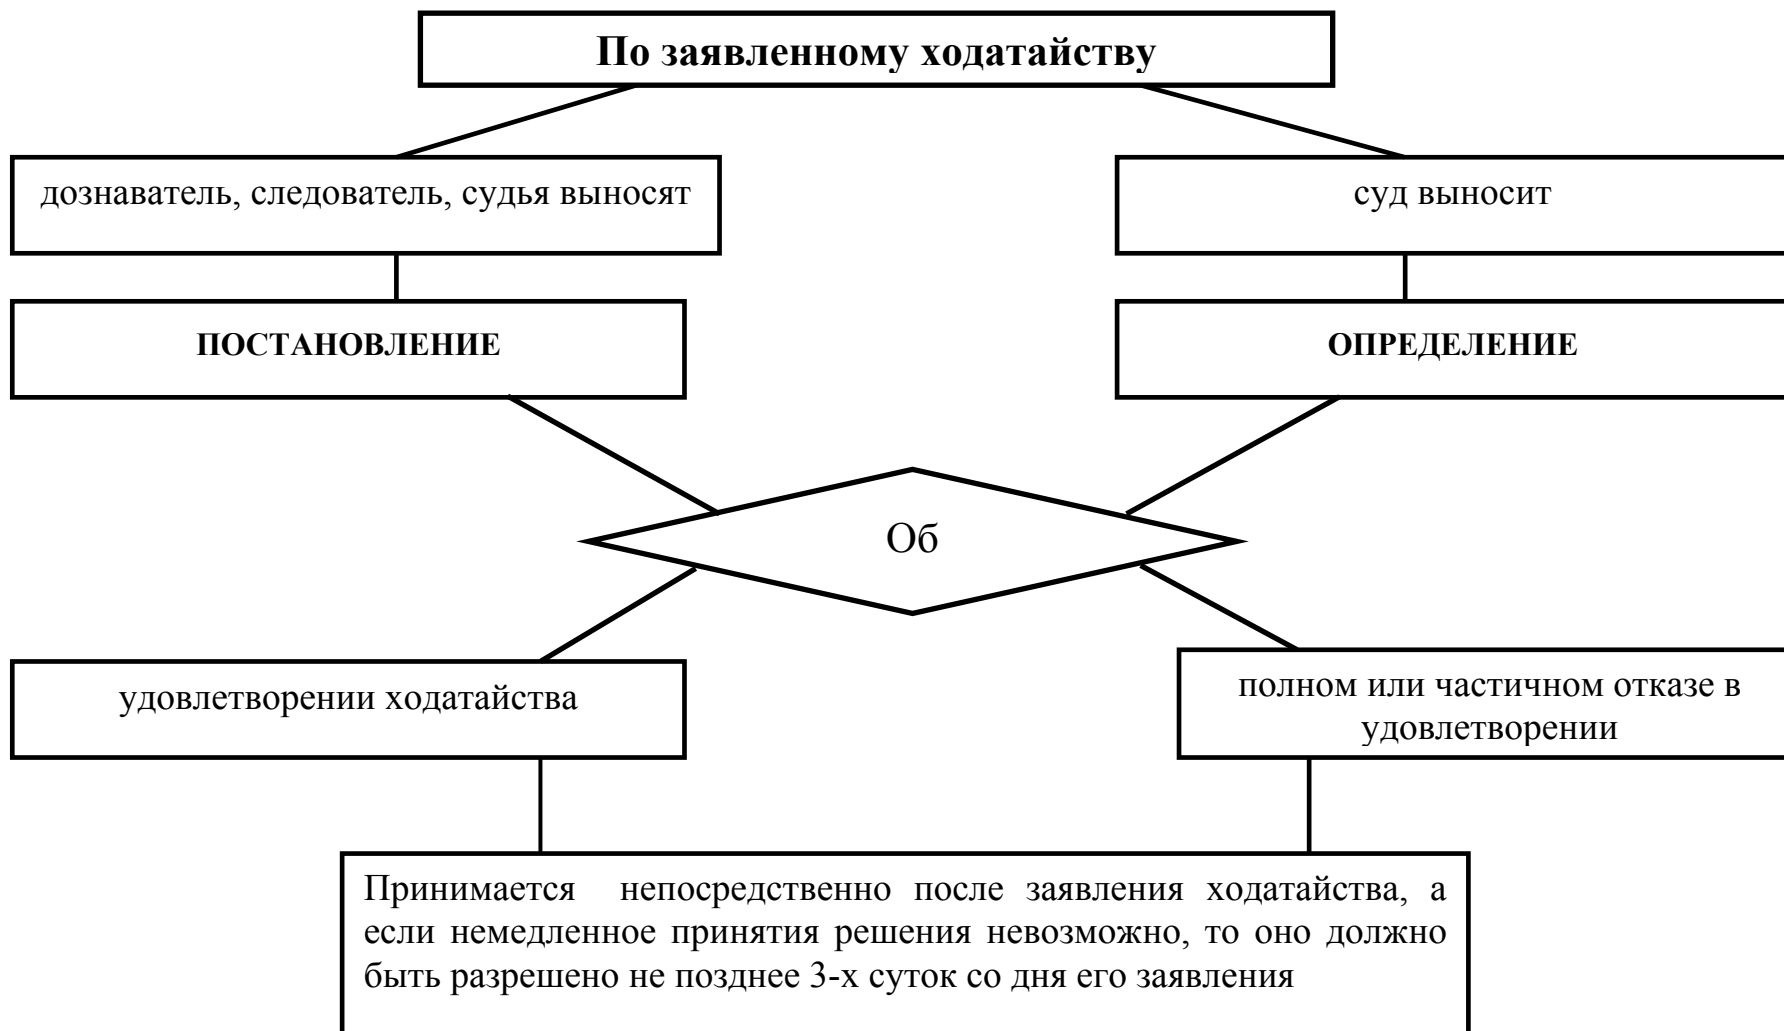 По заявленному ходатайству
дознаватель, следователь, судья выносят
суд выносит
ПОСТАНОВЛЕНИЕ
ОПРЕДЕЛЕНИЕ
Об
удовлетворении ходатайства
полном или частичном отказе в
удовлетворении
Принимается непосредственно после заявления ходатайства, а
если немедленное принятия решения невозможно, то оно должно
быть разрешено не позднее 3-х суток со дня его заявления